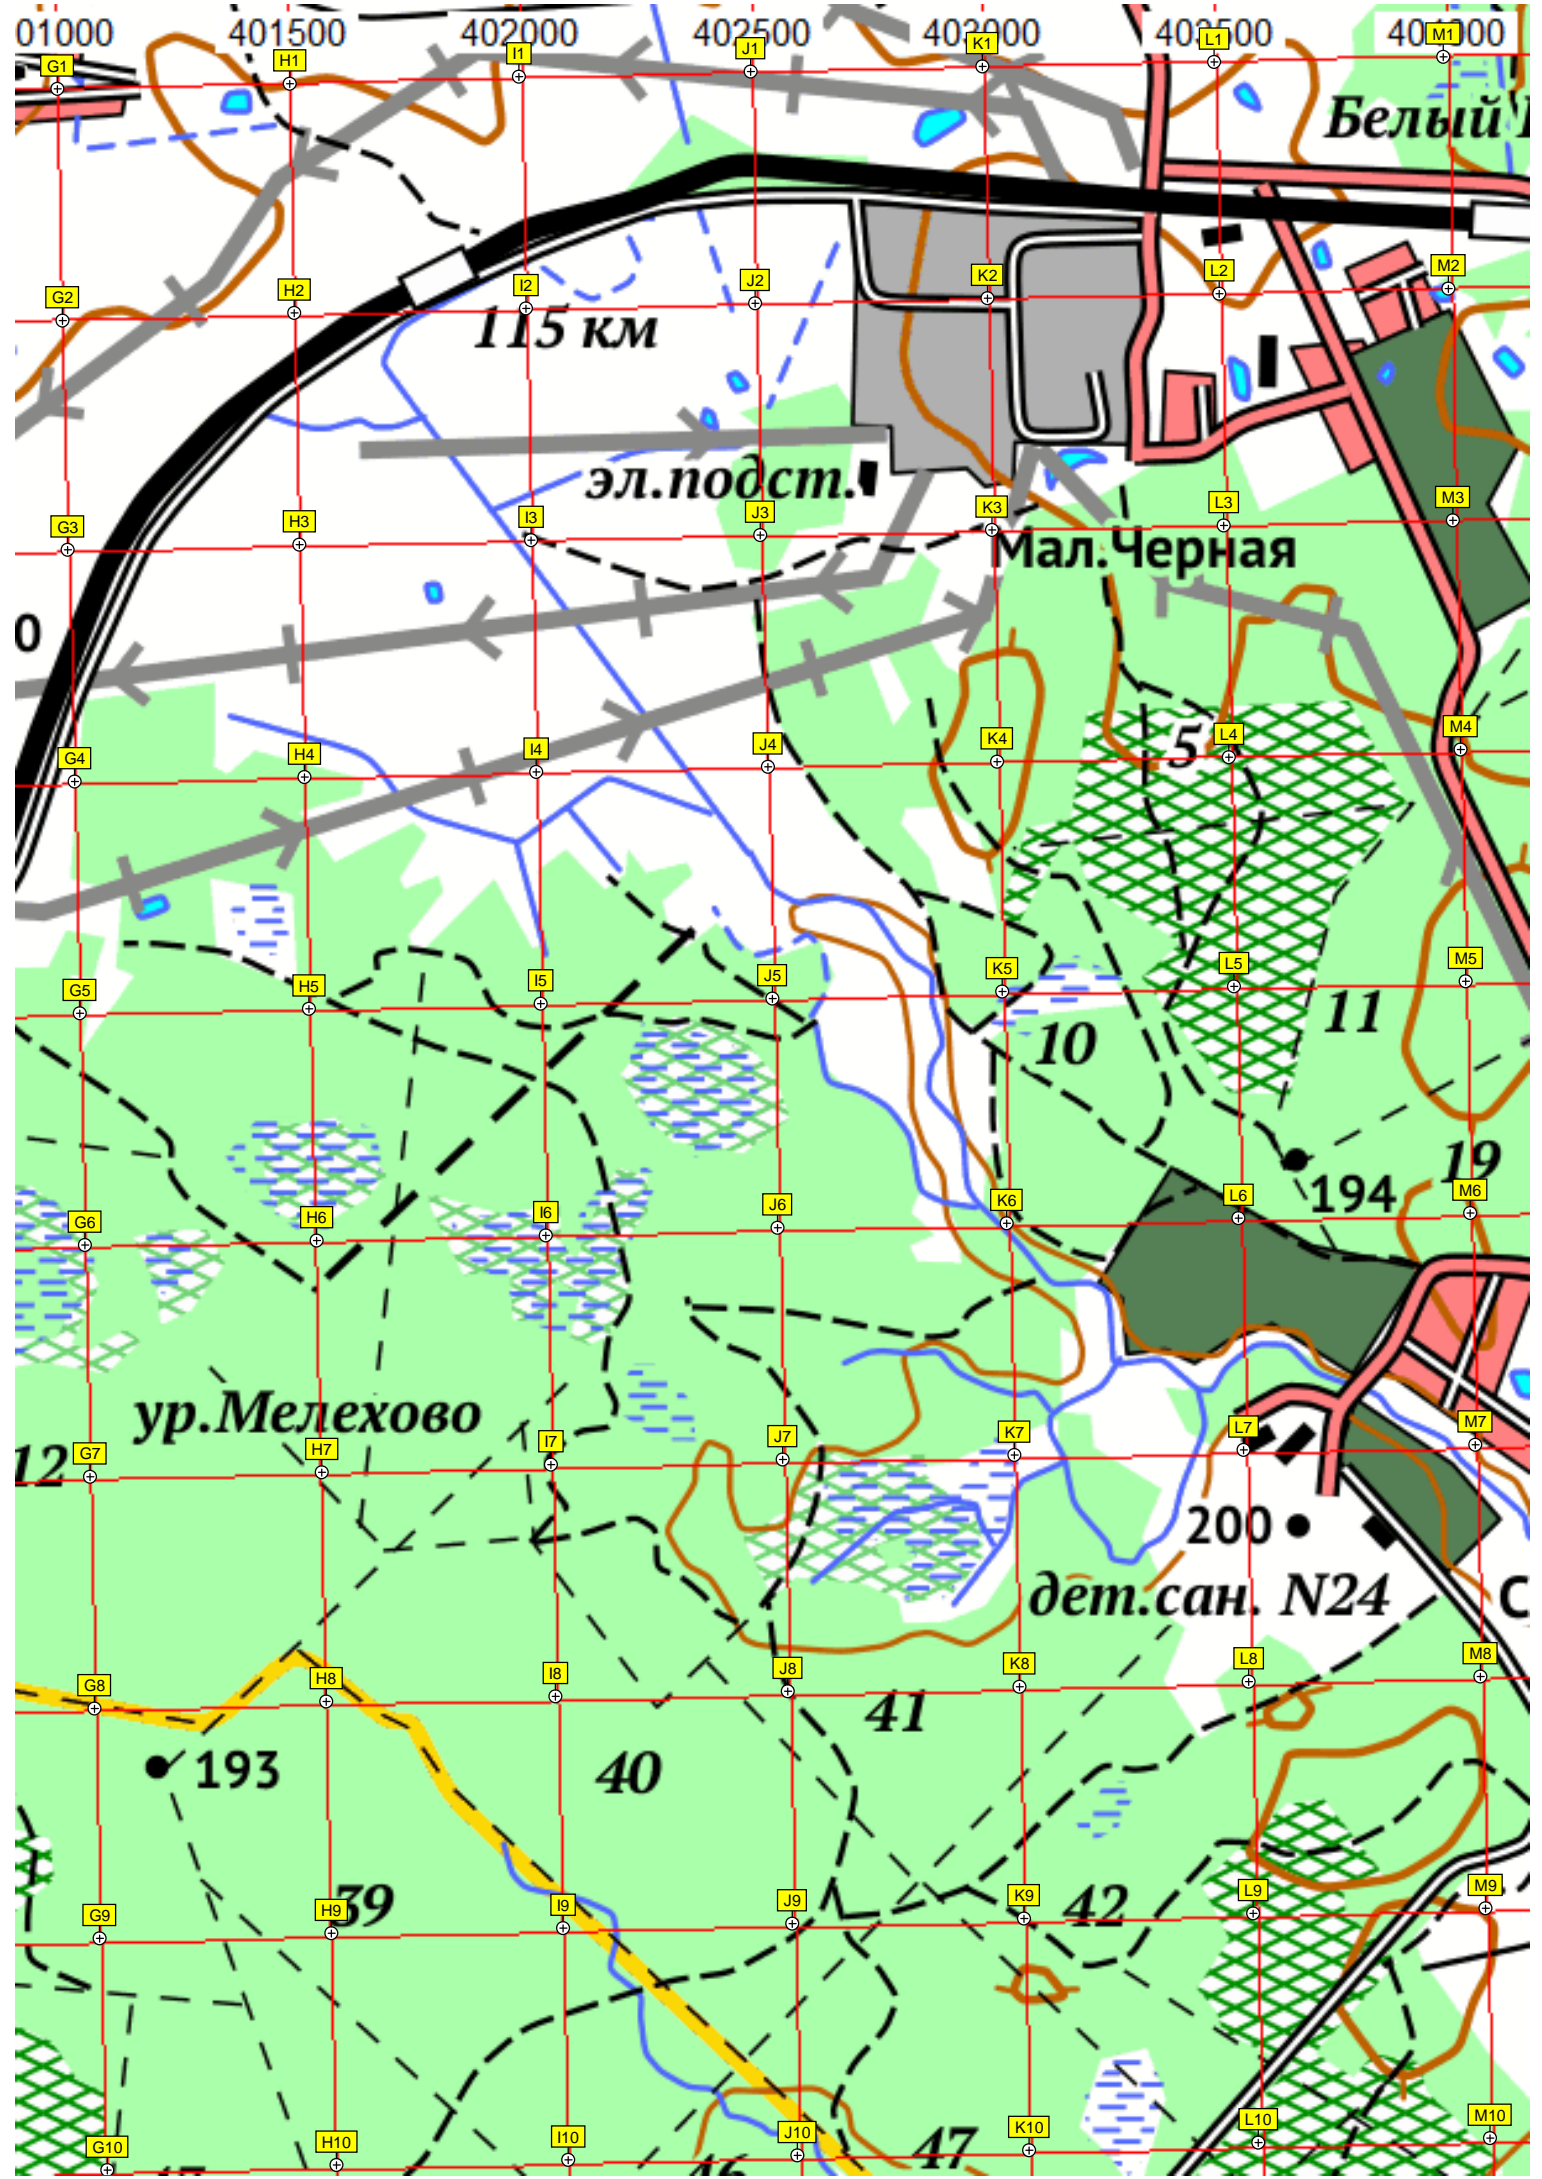 01000 401500 402000 402500 403000 403500 404000
G1 H1 I1 J1 K1 L1 M1
Белый
G2 H2 I2 J2 K2 L2 M2
115 км
эл.подст.
G3 H3 I3 J3 K3 L3 M3
Мал.Черная
0
5
G4 H4 I4 J4 K4 L4 M4
G5 H5 I5 J5 K5 L5 M5
10 11
19
194
G6 H6 I6 J6 K6 L6 M6
ур.Мелехово
12
G7 H7 I7 J7 K7 L7 M7
200
дет.сан. N24
С
G8 H8 I8 J8 K8 L8 M8
41
193 40
39 42
G9 H9 I9 J9 K9 L9 M9
47
46
G10 H10 I10 J10 K10 L10 M10